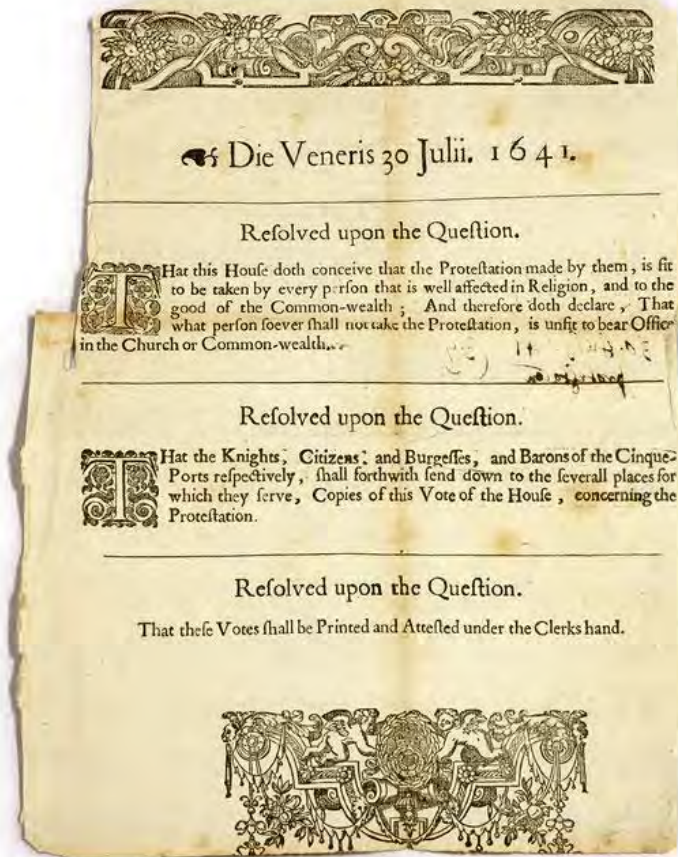 Die Veneris 30 Julii. 1641.
Reſolved upon the Queſtion.
THat this Houſe doth conceive that the Proteſtation made by them, is fit
to be taken by every person that is well affected in Religion, and to the
good of the Common-wealth; And therefore doth declare, That
what person ſoever ſhall not take the Proteſtation, is unfit to bear Office
in the Church or Common-wealth.
Reſolved upon the Queſtion.
THat the Knights, Citizens, and Burgeſſes, and Barons of the Cinque-
Ports reſpectively, ſhall forthwith ſend down to the ſeverall places for
which they ſerve, Copies of this Vote of the Houſe, concerning the
Proteſtation.
Reſolved upon the Queſtion.
That theſe Votes ſhall be Printed and Atteſted under the Clerks hand.